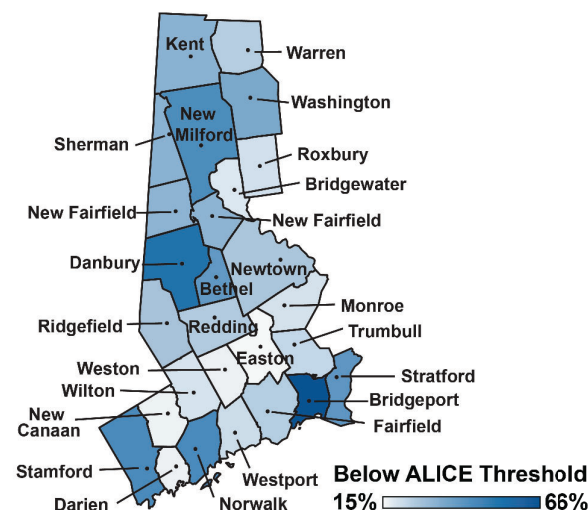 Kent
Warren
Washington
New
Milford
Sherman
Roxbury
Bridgewater
New Fairfield
New Fairfield
Danbury
Newtown
Bethel
Monroe
Ridgefield
Redding
Trumbull
Easton
Weston
Stratford
Wilton
Bridgeport
New
Canaan
Fairfield
Stamford
Westport
Darien
Norwalk
Below ALICE Threshold
15% 66%